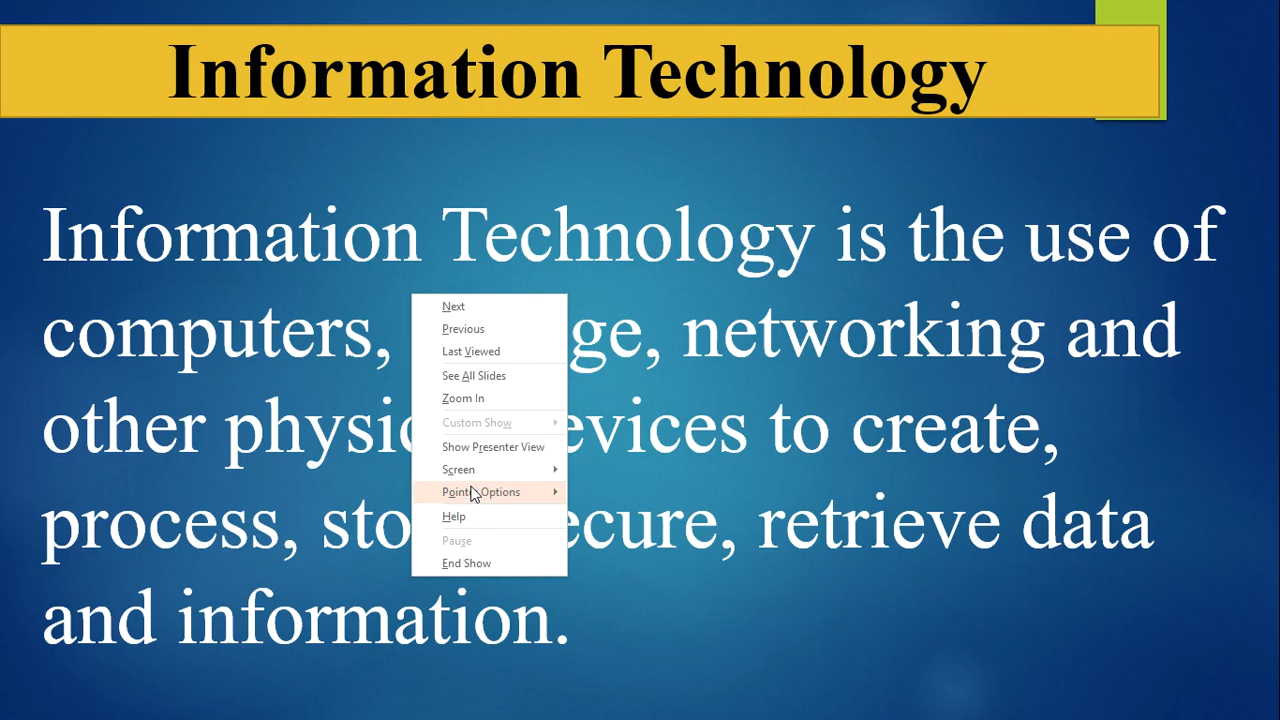 Information Technology
Information Technology is the use of
computers, ge, networking and
other physic evices to create,
process, sto ecure, retrieve data
and information.
Next
Previous
Last Viewed
See All Slides
Zoom In
Custom Show
Show Presenter View
Screen
Pointer Options
Help
Pause
End Show